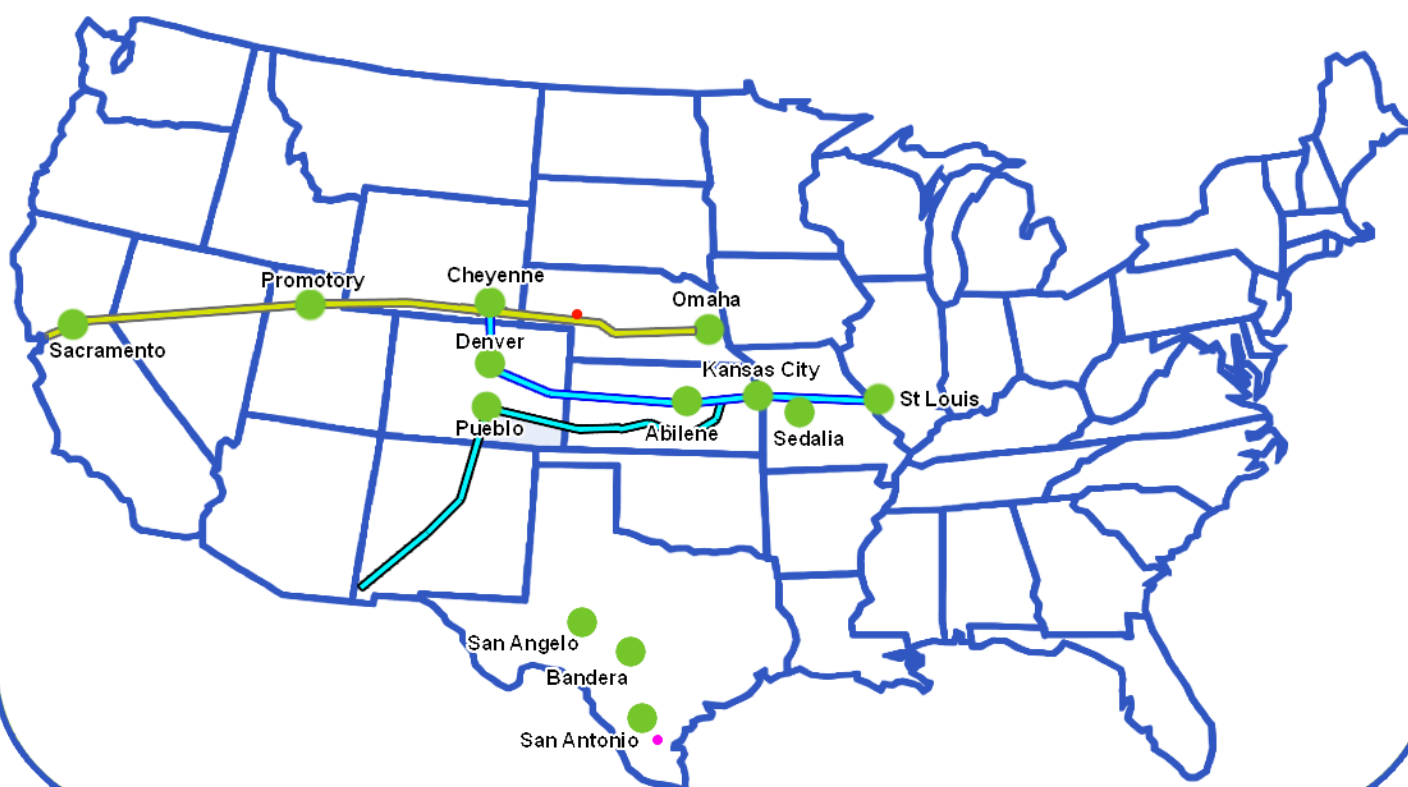 Promotory
Cheyenne
Omaha
Sacramento
Denver
Kansas City
St Louis
Pueblo
Abilene
Sedalia
San Angelo
Bandera
San Antonio